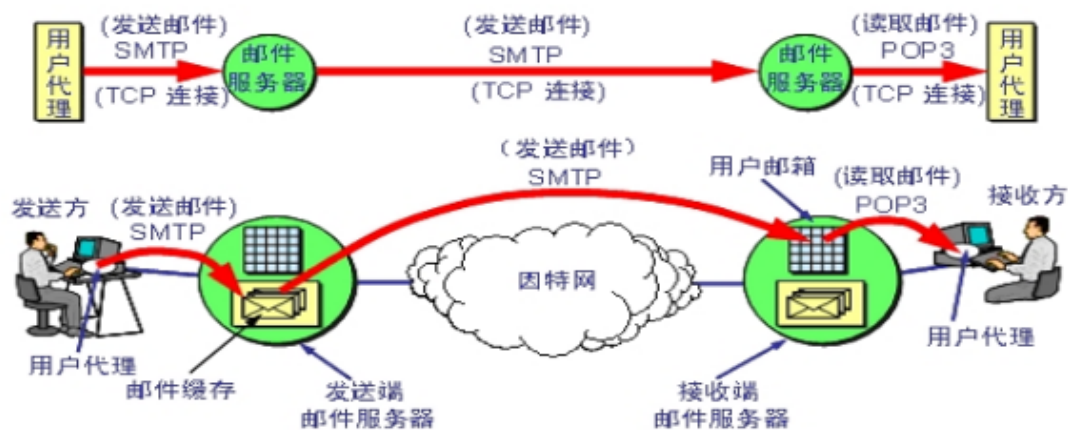 用户代理
(发送邮件)
SMTP
(TCP 连接)
邮件
服务器
(发送邮件)
SMTP
(TCP 连接)
邮件
服务器
(读取邮件)
POP3
(TCP 连接)
用户代理
发送方
(发送邮件)
SMTP
（发送邮件）
SMTP
用户邮箱
(读取邮件)
POP3
接收方
因特网
用户代理
邮件缓存
发送端
邮件服务器
接收端
邮件服务器
用户代理